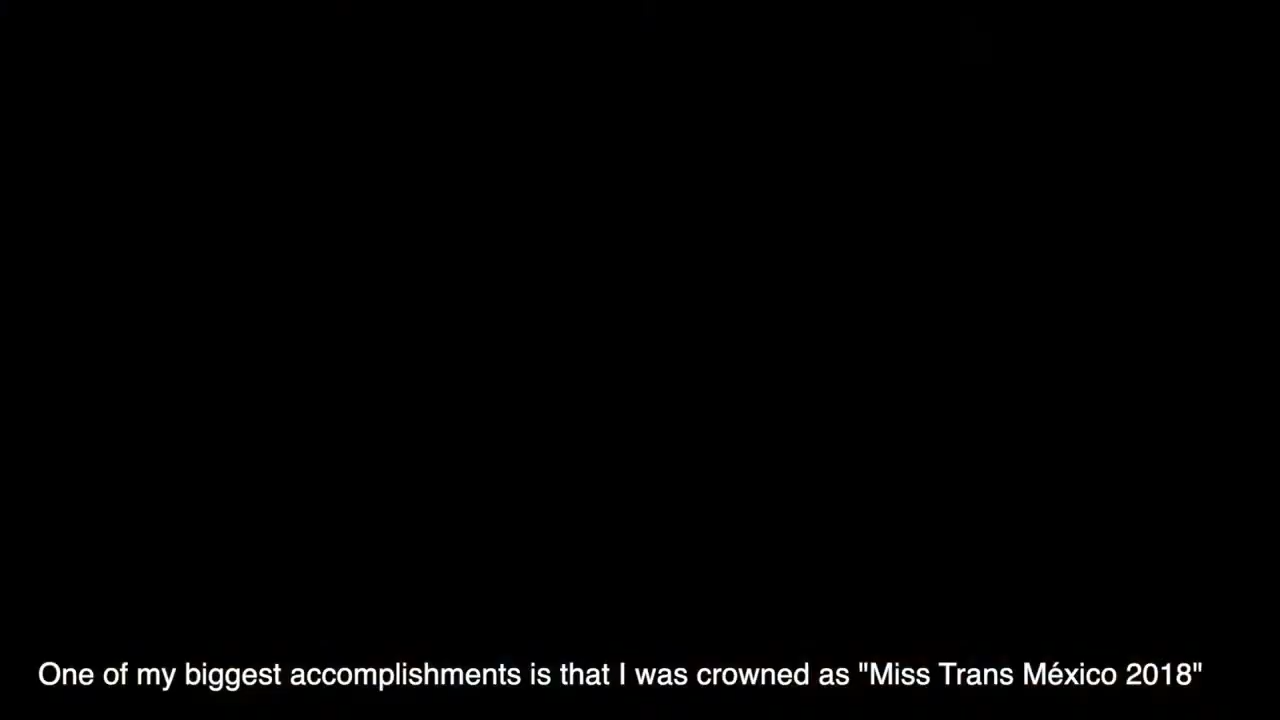 One of my biggest accomplishments is that I was crowned as "Miss Trans México 2018"